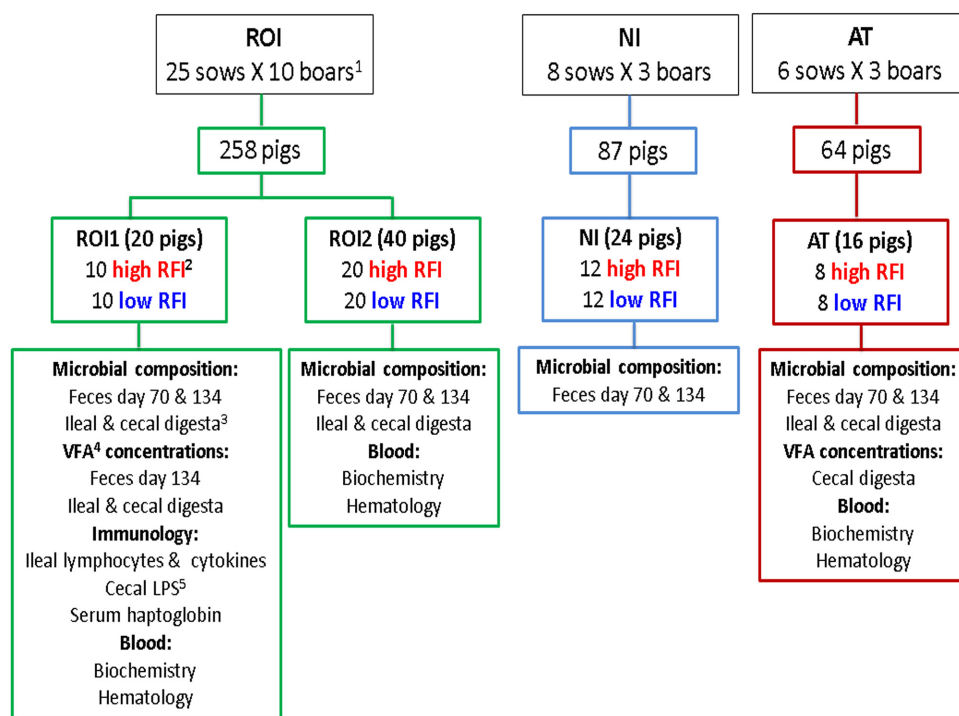 ROI
25 sows X 10 boars¹
258 pigs
ROI1 (20 pigs)
10 high RFI²
10 low RFI
ROI2 (40 pigs)
20 high RFI
20 low RFI
Microbial composition:
Feces day 70 & 134
Ileal & cecal digesta³
VFA⁴ concentrations:
Feces day 134
Ileal & cecal digesta
Immunology:
Ileal lymphocytes & cytokines
Cecal LPS⁵
Serum haptoglobin
Blood:
Biochemistry
Hematology
Microbial composition:
Feces day 70 & 134
Ileal & cecal digesta
Blood:
Biochemistry
Hematology
NI
8 sows X 3 boars
87 pigs
NI (24 pigs)
12 high RFI
12 low RFI
Microbial composition:
Feces day 70 & 134
AT
6 sows X 3 boars
64 pigs
AT (16 pigs)
8 high RFI
8 low RFI
Microbial composition:
Feces day 70 & 134
Ileal & cecal digesta
VFA concentrations:
Cecal digesta
Blood:
Biochemistry
Hematology